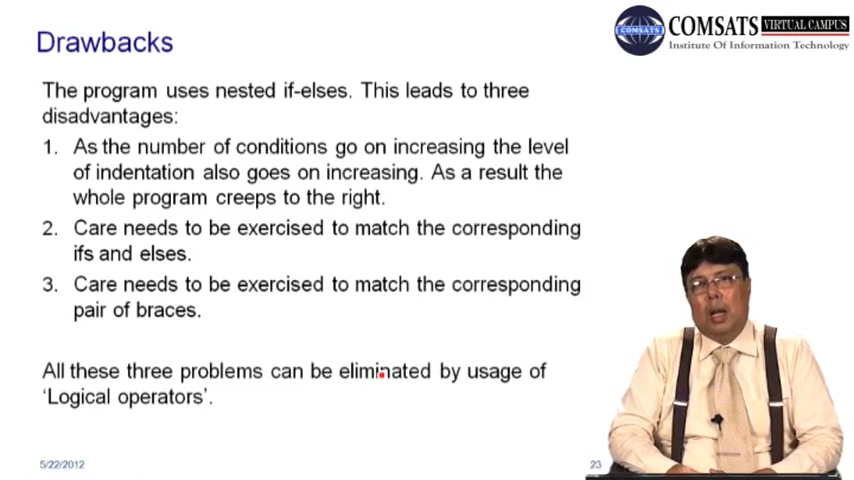 Drawbacks
COMSATS VIRTUAL CAMPUS
Institute Of Information Technology
COMSATS
The program uses nested if-elses. This leads to three
disadvantages:
1. As the number of conditions go on increasing the level
of indentation also goes on increasing. As a result the
whole program creeps to the right.
2. Care needs to be exercised to match the corresponding
ifs and elses.
3. Care needs to be exercised to match the corresponding
pair of braces.
All these three problems can be eliminated by usage of
‘Logical operators’.
5/22/2012
23